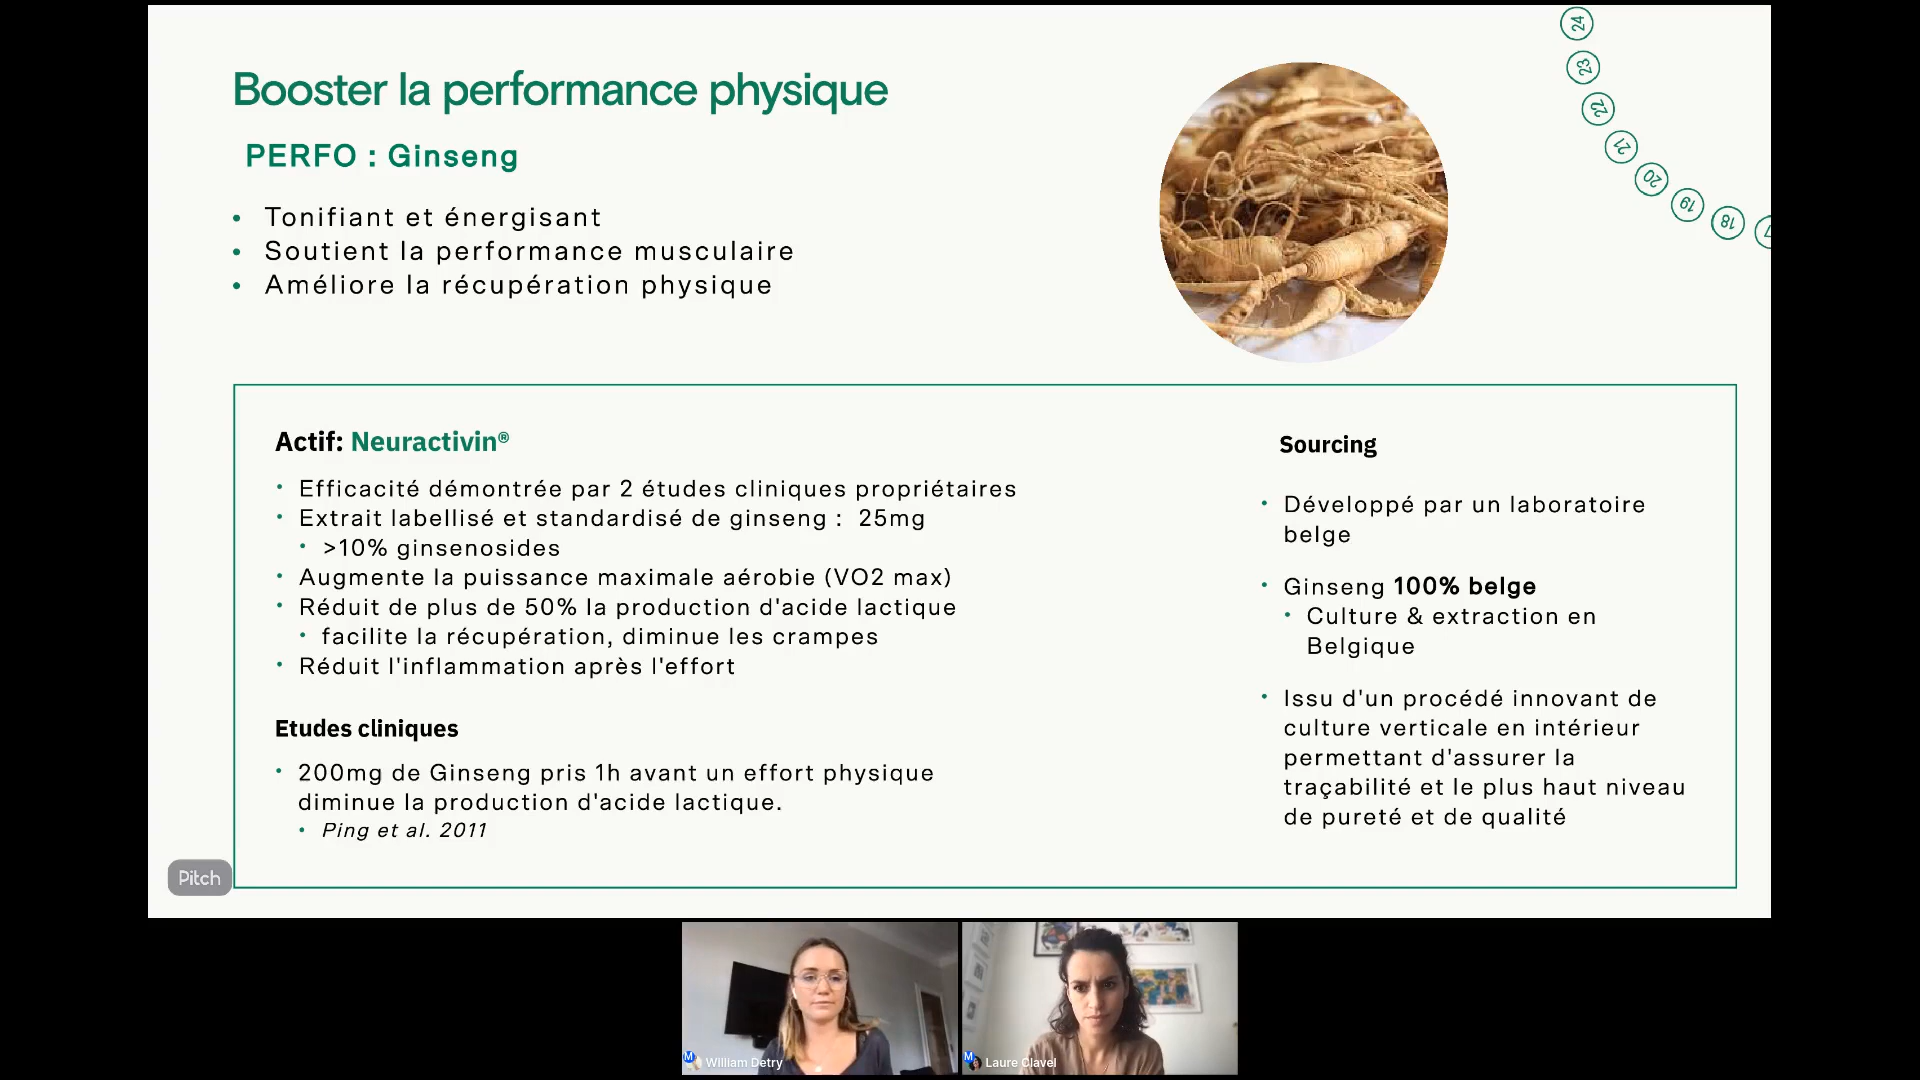 Booster la performance physique
PERFO : Ginseng
• Tonifiant et énergisant
• Soutient la performance musculaire
• Améliore la récupération physique
24
23
22
21
20
19
18
Actif: Neuractivin®
• Efficacité démontrée par 2 études cliniques propriétaires
• Extrait labellisé et standardisé de ginseng : 25mg
• >10% ginsenosides
• Augmente la puissance maximale aérobie (VO2 max)
• Réduit de plus de 50% la production d'acide lactique
• facilite la récupération, diminue les crampes
• Réduit l'inflammation après l'effort
Etudes cliniques
• 200mg de Ginseng pris 1h avant un effort physique
diminue la production d'acide lactique.
• Ping et al. 2011
Sourcing
• Développé par un laboratoire
belge
• Ginseng 100% belge
• Culture & extraction en
Belgique
• Issu d'un procédé innovant de
culture verticale en intérieur
permettant d'assurer la
traçabilité et le plus haut niveau
de pureté et de qualité
Pitch
M William Detry
M Laure Clavel